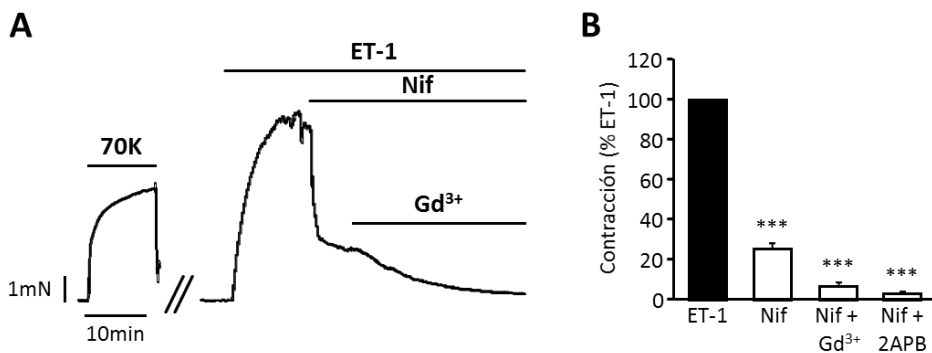 A
ET-1
Nif
70K
Gd³⁺
1mN
10min
B
Contracción (% ET-1)
120
100
80
60
40
20
0
***
***
***
ET-1
Nif
Nif +
Gd³⁺
Nif +
2APB